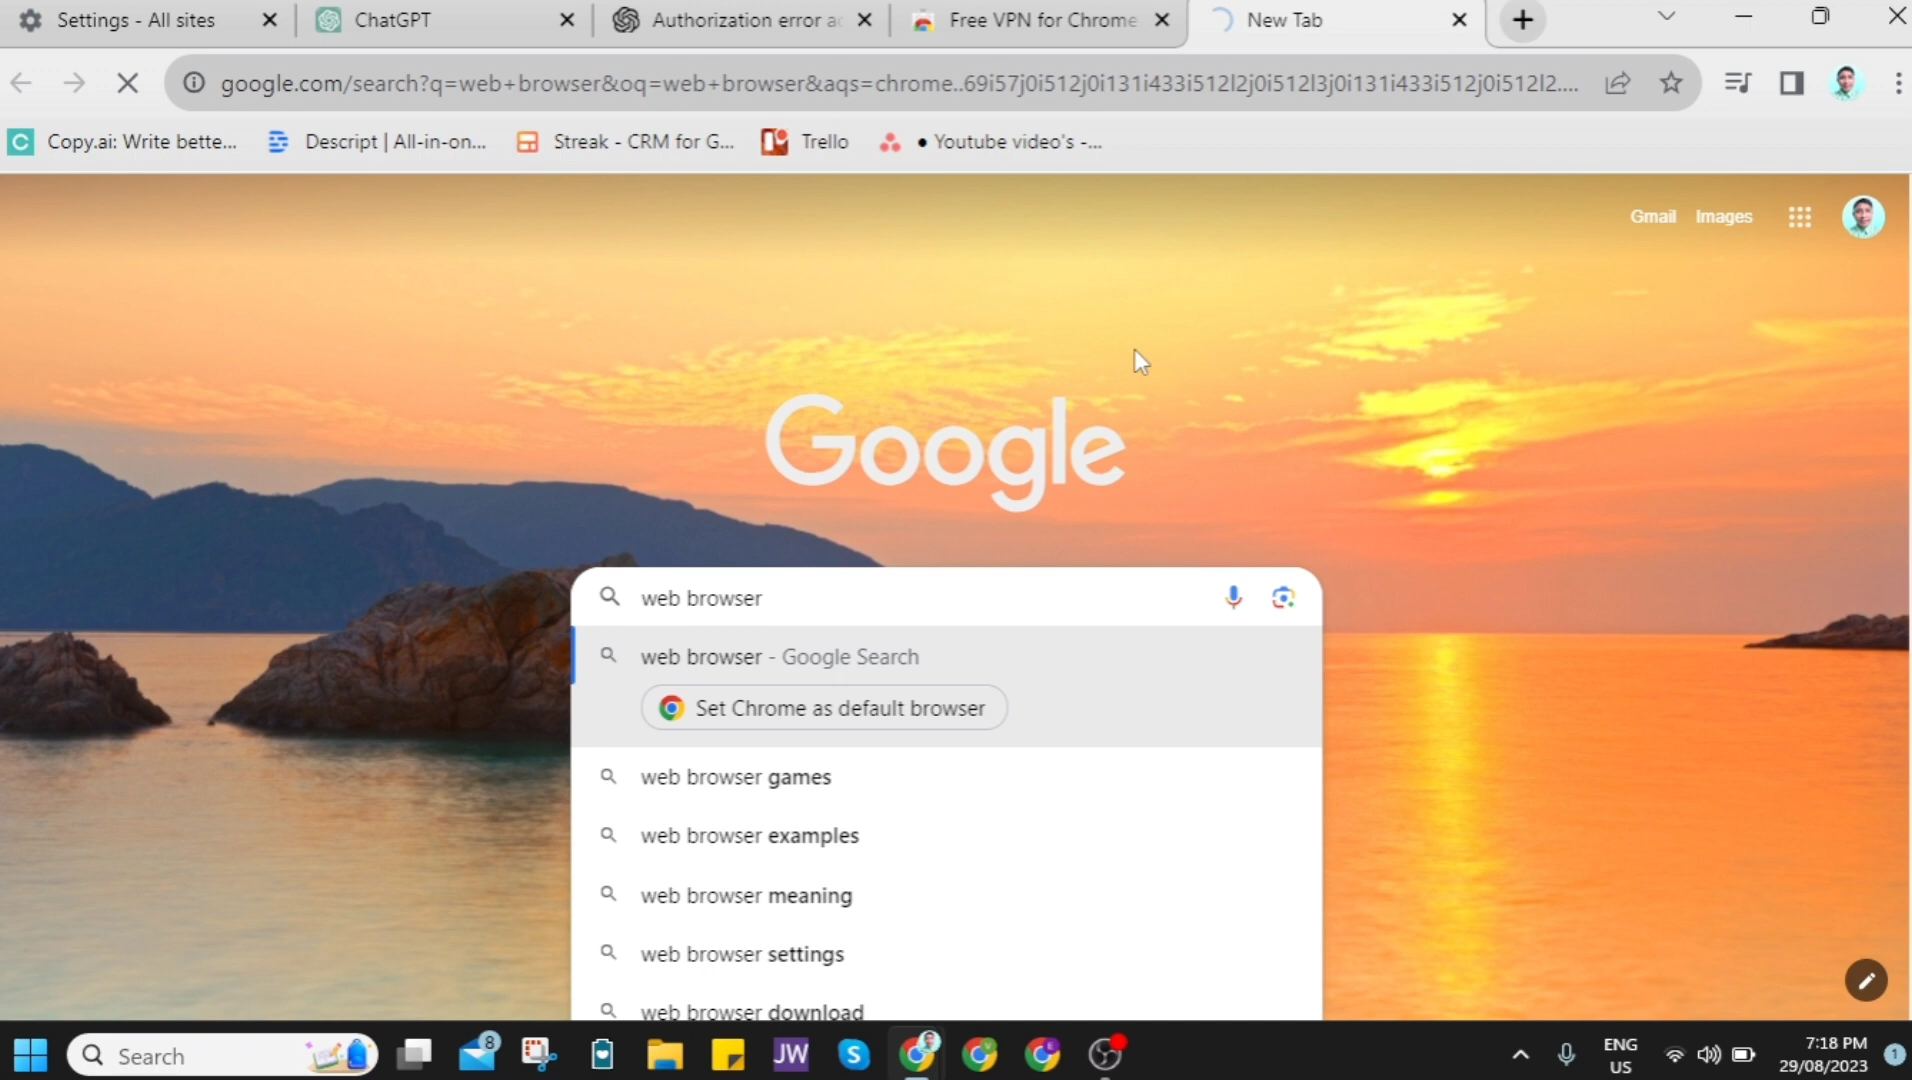 Settings - All sites
ChatGPT
Authorization error ac
Free VPN for Chrome
New Tab
google.com/search?q=web+browser&oq=web+browser&aqs=chrome..69i57j0i512j0i131i433i512l2j0i512l3j0i131i433i512j0i512l2....
Copy.ai: Write bette...
Descript | All-in-on...
Streak - CRM for G...
Trello
• Youtube video's -...
Gmail
Images
Google
web browser
web browser - Google Search
Set Chrome as default browser
web browser games
web browser examples
web browser meaning
web browser settings
web browser download
Search
8
JW
ENG
US
7:18 PM
29/08/2023
1